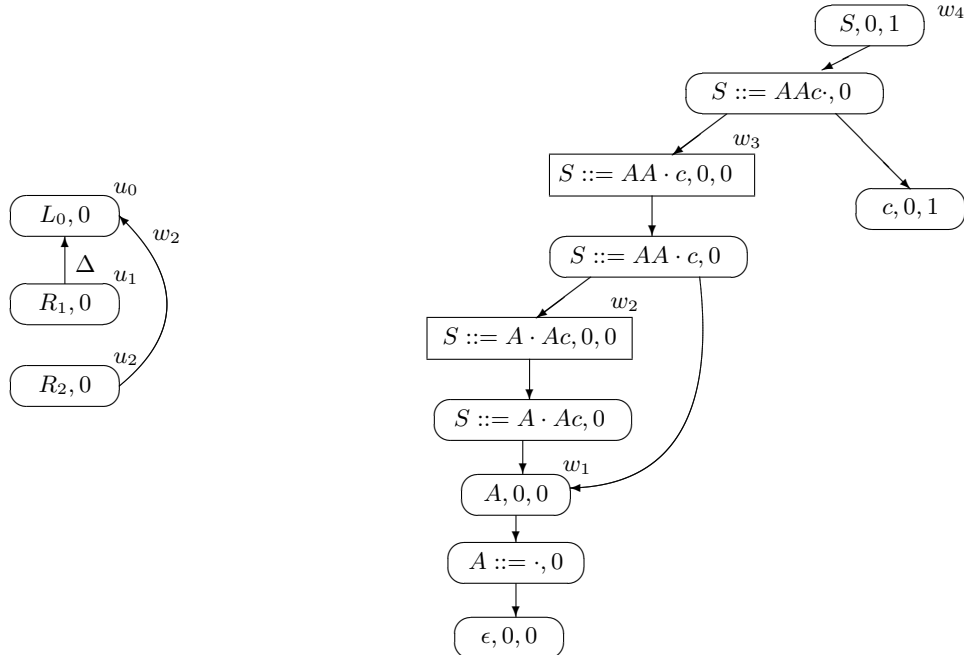 S, 0, 1
w₄
S ::= AAc·, 0
w₃
S ::= AA · c, 0, 0
c, 0, 1
u₀
L₀, 0
w₂
S ::= AA · c, 0
Δ
u₁
R₁, 0
w₂
S ::= A · Ac, 0, 0
u₂
R₂, 0
S ::= A · Ac, 0
w₁
A, 0, 0
A ::= ·, 0
ϵ, 0, 0